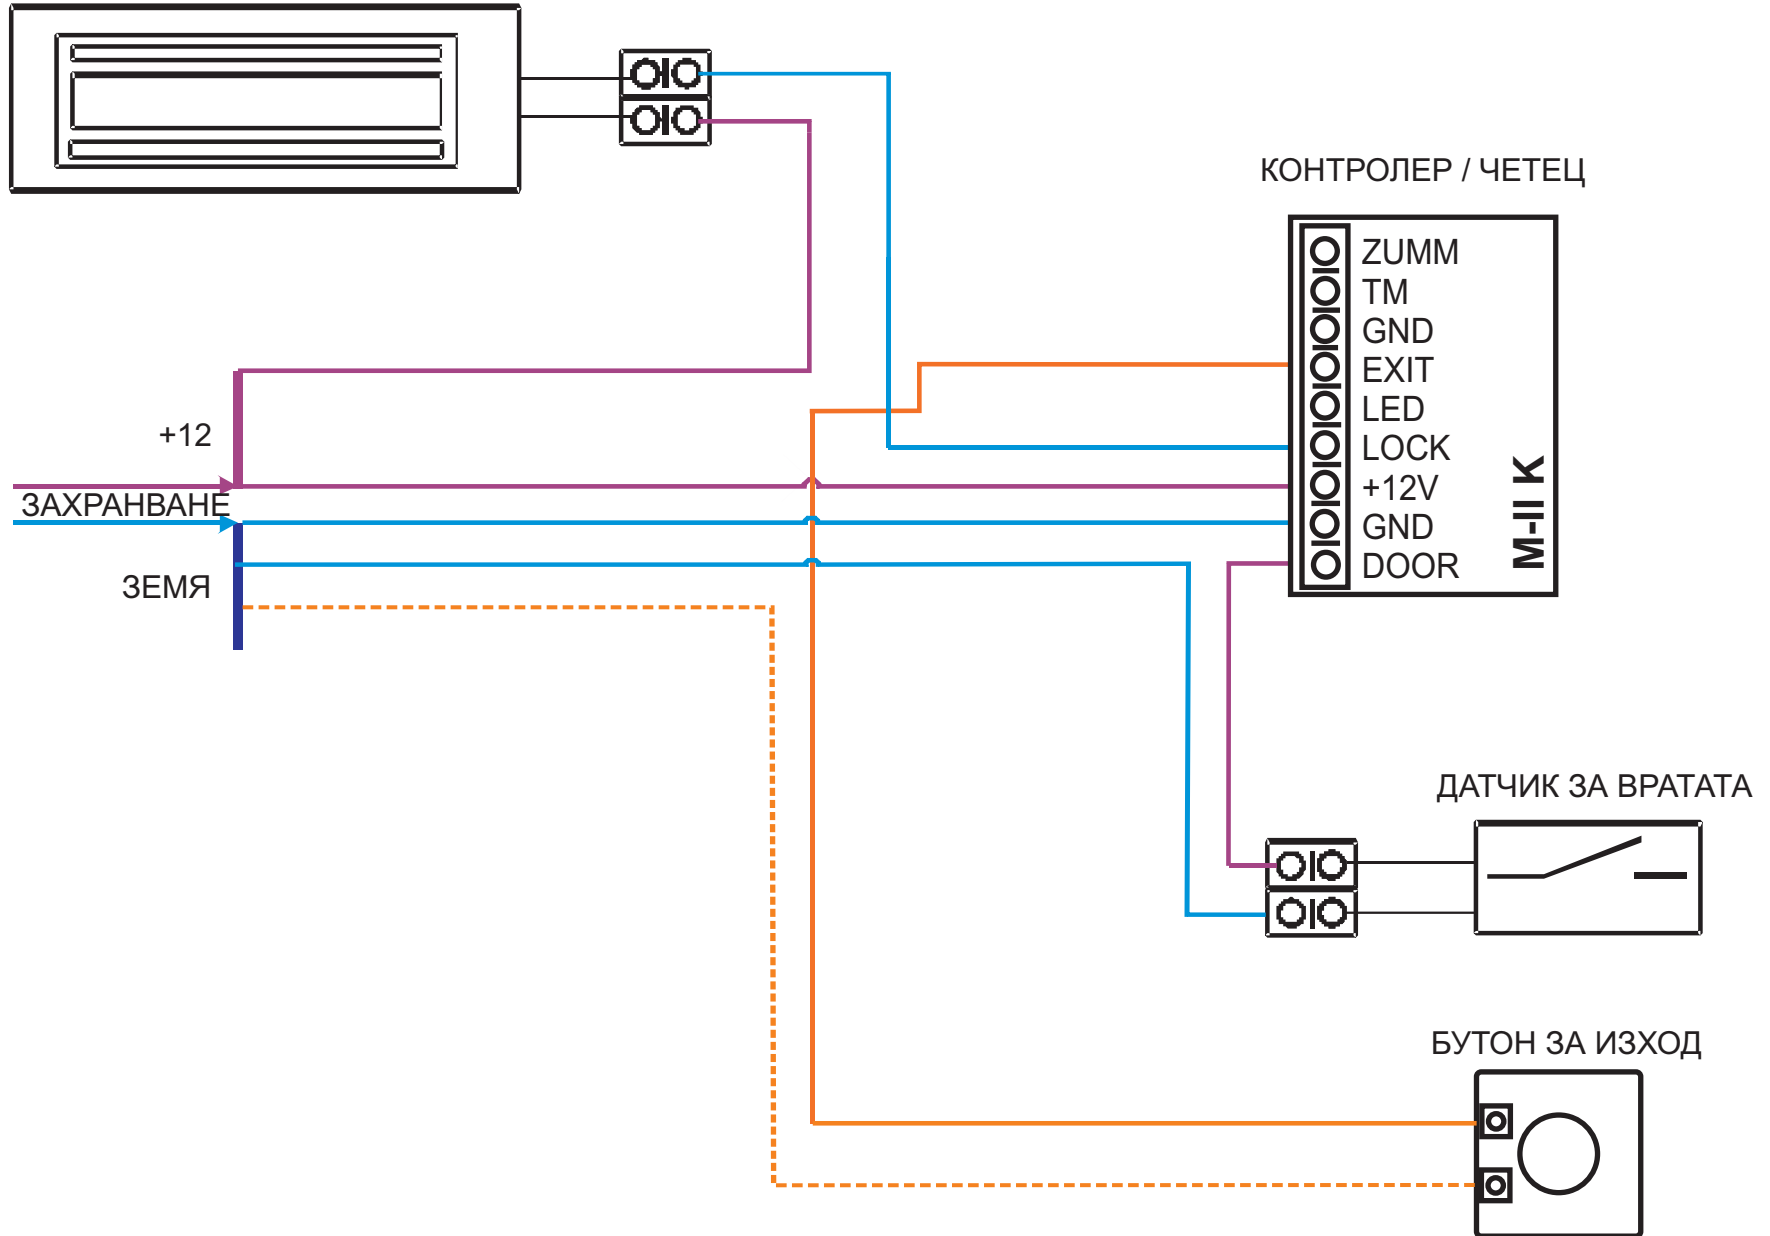 КОНТРОЛЕР / ЧЕТЕЦ
ZUMM
TM
GND
EXIT
LED
LOCK
+12V
GND
DOOR
M-II K
+12
ЗАХРАНВАНЕ
ЗЕМЯ
ДАТЧИК ЗА ВРАТАТА
БУТОН ЗА ИЗХОД